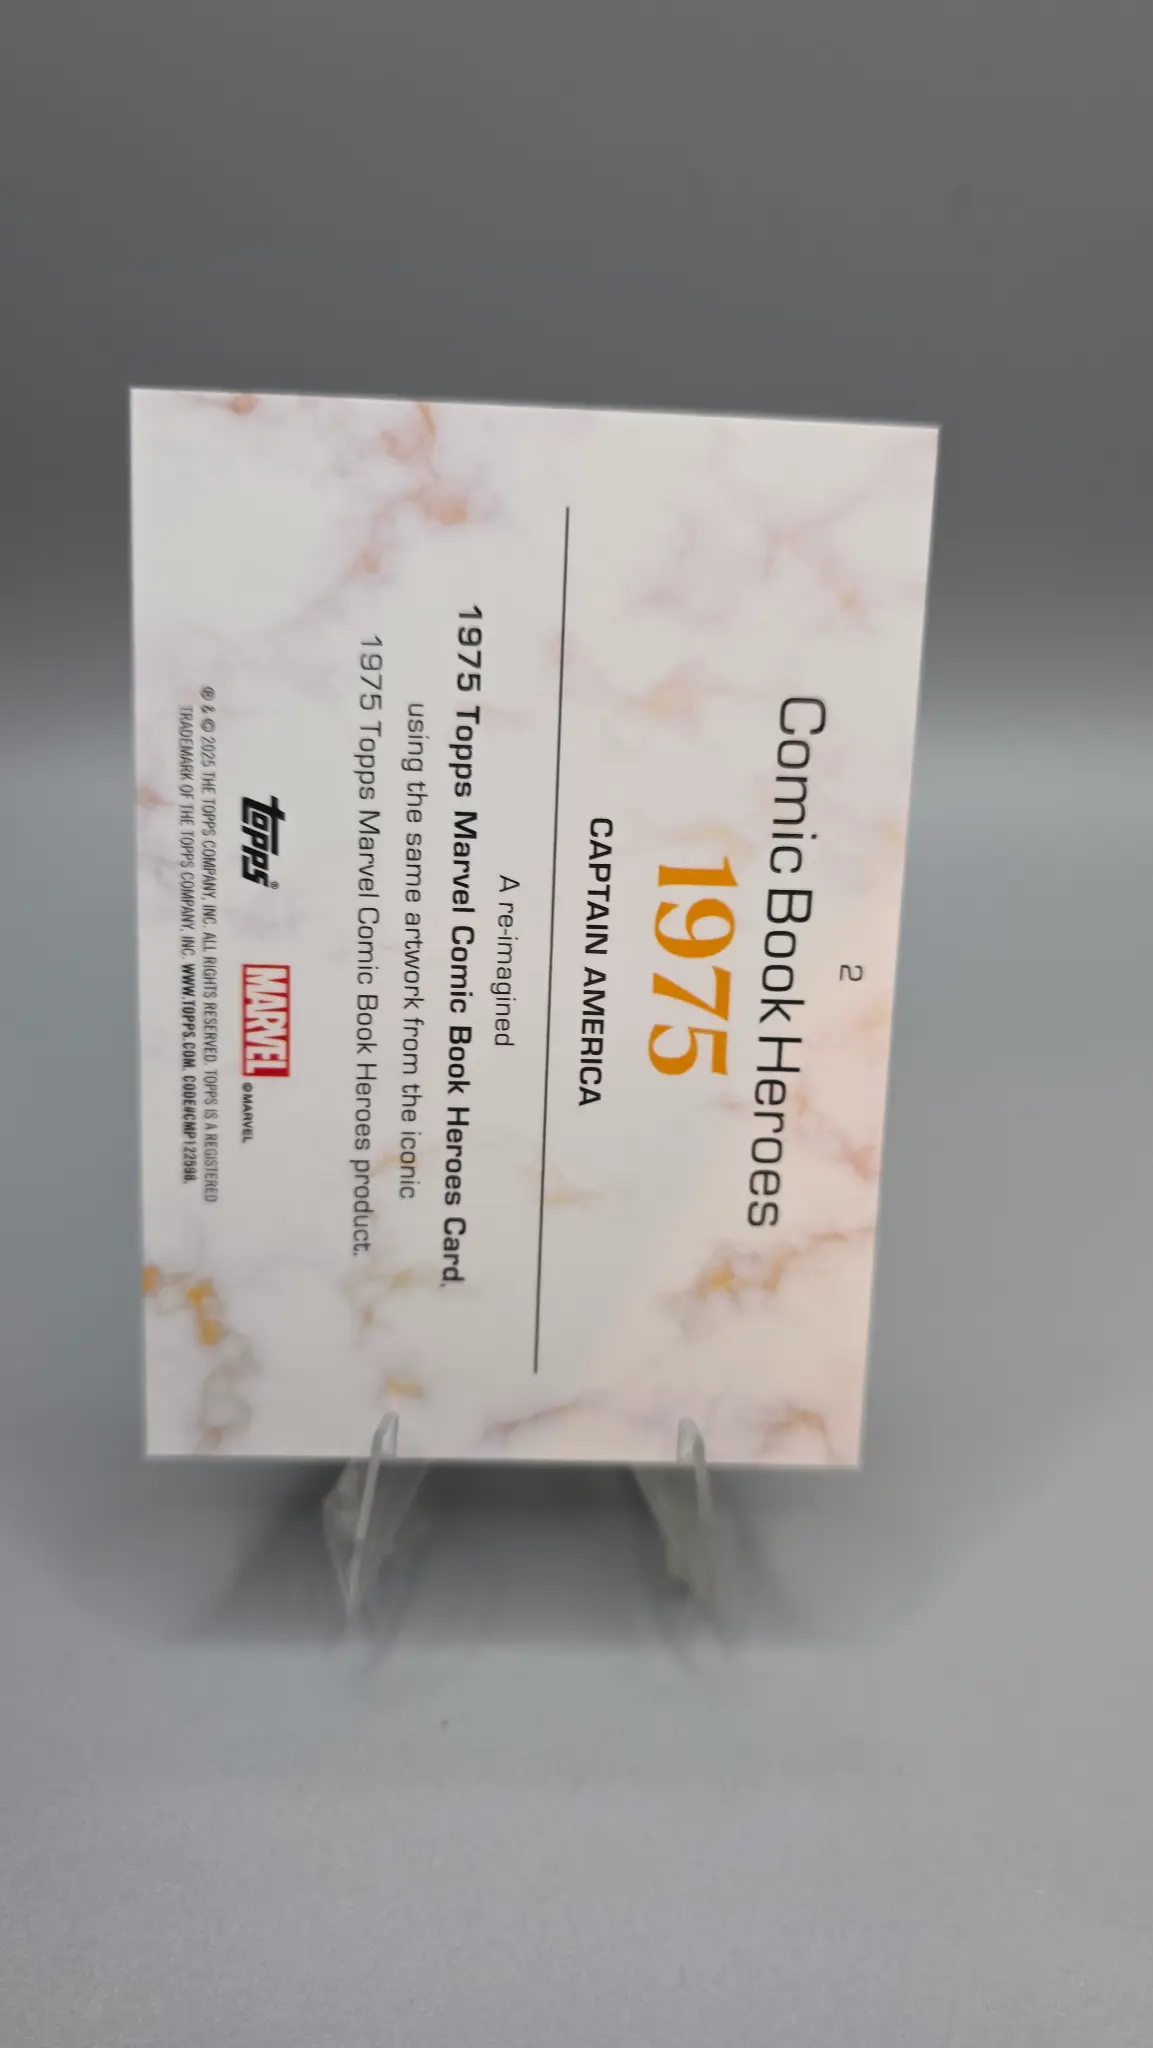 2
Comic Book Heroes
1975
CAPTAIN AMERICA
A re-imagined
1975 Topps Marvel Comic Book Heroes Card,
using the same artwork from the iconic
1975 Topps Marvel Comic Book Heroes product.
topps® MARVEL © MARVEL
® & © 2025 THE TOPPS COMPANY, INC. ALL RIGHTS RESERVED. TOPPS IS A REGISTERED
TRADEMARK OF THE TOPPS COMPANY, INC. WWW.TOPPS.COM. CODE#CMP122598.